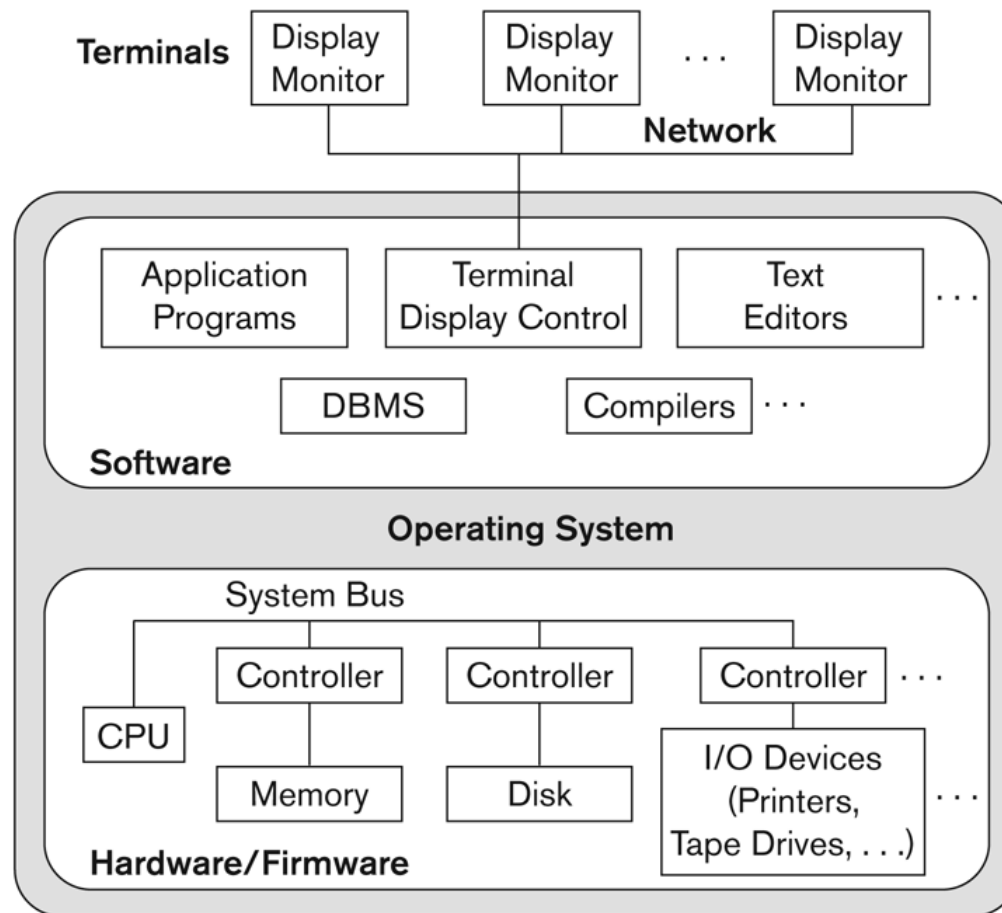 Terminals
Display
Monitor
Display
Monitor
. . .
Display
Monitor
Network
Application
Programs
Terminal
Display Control
Text
Editors
. . .
DBMS
Compilers
. . .
Software
Operating System
System Bus
Controller
Controller
Controller
. . .
CPU
Memory
Disk
I/O Devices
(Printers,
Tape Drives, . . .)
. . .
Hardware/Firmware